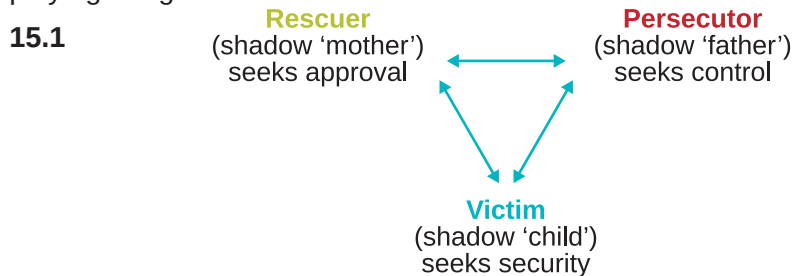 15.1
Rescuer
(shadow ‘mother’)
seeks approval
Persecutor
(shadow ‘father’)
seeks control
Victim
(shadow ‘child’)
seeks security